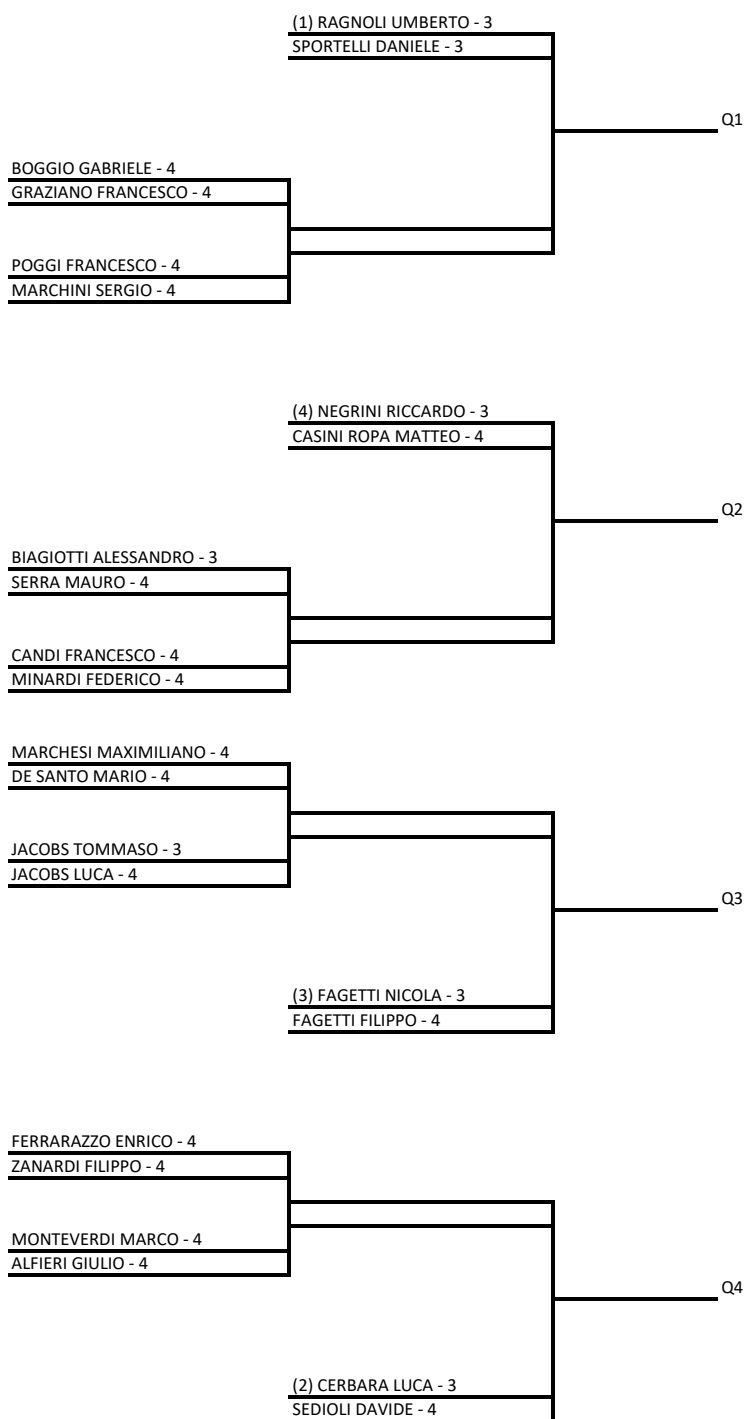 (1) RAGNOLI UMBERTO - 3
SPORTELLI DANIELE - 3
Q1
BOGGIO GABRIELE - 4
GRAZIANO FRANCESCO - 4
POGGI FRANCESCO - 4
MARCHINI SERGIO - 4
(4) NEGRINI RICCARDO - 3
CASINI ROPA MATTEO - 4
Q2
BIAGIOTTI ALESSANDRO - 3
SERRA MAURO - 4
CANDI FRANCESCO - 4
MINARDI FEDERICO - 4
MARCHESI MAXIMILIANO - 4
DE SANTO MARIO - 4
JACOBS TOMMASO - 3
JACOBS LUCA - 4
Q3
(3) FAGETTI NICOLA - 3
FAGETTI FILIPPO - 4
FERRARAZZO ENRICO - 4
ZANARDI FILIPPO - 4
MONTEVERDI MARCO - 4
ALFIERI GIULIO - 4
Q4
(2) CERBARA LUCA - 3
SEDIOLI DAVIDE - 4